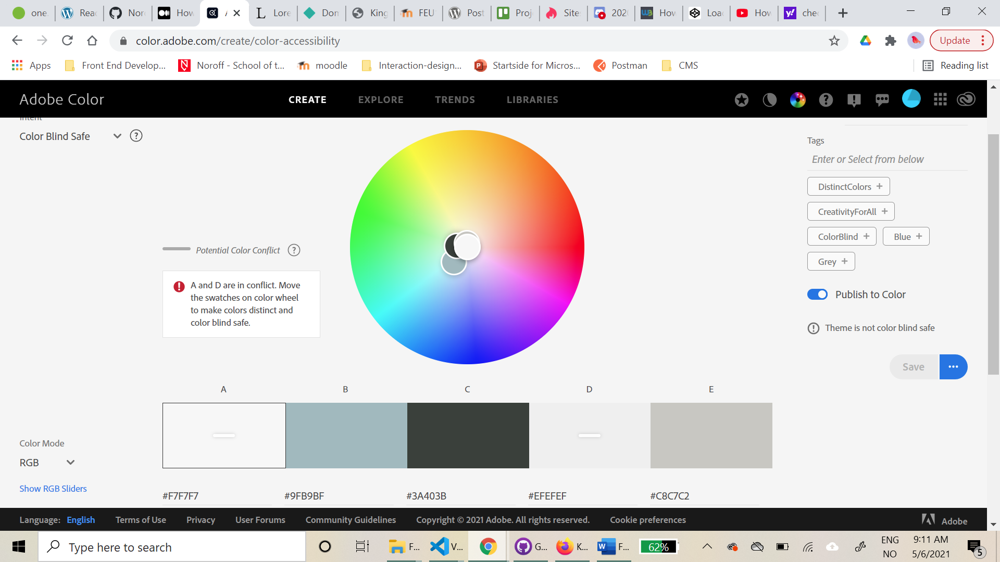 one. Read Nor How A Lore Don King FEU Post Proj Site 202 How Load How chec
color.adobe.com/create/color-accessibility Update
Apps Front End Develop... Noroff - School of t... moodle Interaction-design... Startside for Micros... Postman CMS Reading list
Adobe Color CREATE EXPLORE TRENDS LIBRARIES
Intent
Color Blind Safe
Tags
Enter or Select from below
DistinctColors +
CreativityForAll +
ColorBlind + Blue +
Grey +
Potential Color Conflict
A and D are in conflict. Move
the swatches on color wheel
to make colors distinct and
color blind safe.
Publish to Color
Theme is not color blind safe
Save
A B C D E
Color Mode
RGB
Show RGB Sliders
#F7F7F7 #9FB9BF #3A403B #EFEFEF #C8C7C2
Language: English Terms of Use Privacy User Forums Community Guidelines Copyright © 2021 Adobe. All rights reserved. Cookie preferences Adobe
Type here to search F... V... G... K... F... 62% ENG 9:11 AM
NO 5/6/2021 5